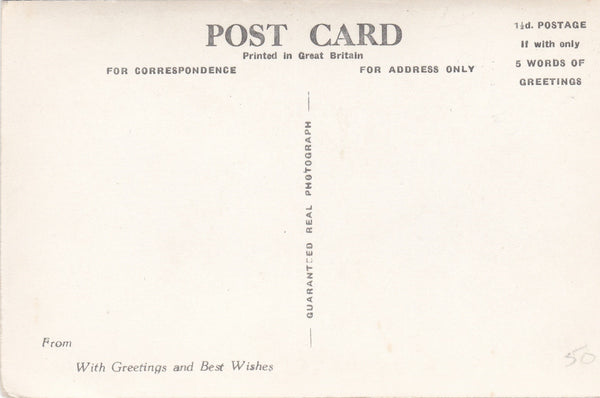 POST CARD
Printed in Great Britain
FOR CORRESPONDENCE
FOR ADDRESS ONLY
1½d. POSTAGE
If with only
5 WORDS OF
GREETINGS
GUARANTEED REAL PHOTOGRAPH
From
With Greetings and Best Wishes
50